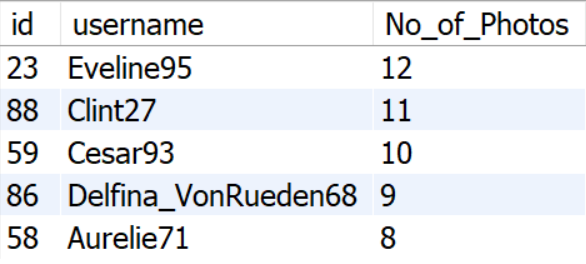 id username No_of_Photos
23 Eveline95 12
88 Clint27 11
59 Cesar93 10
86 Delfina_VonRueden68 9
58 Aurelie71 8